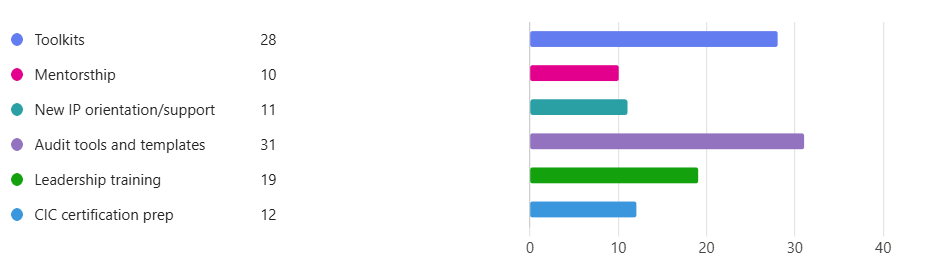 Toolkits 28
Mentorsthip 10
New IP orientation/support 11
Audit tools and templates 31
Leadership training 19
CIC certification prep 12
0 10 20 30 40